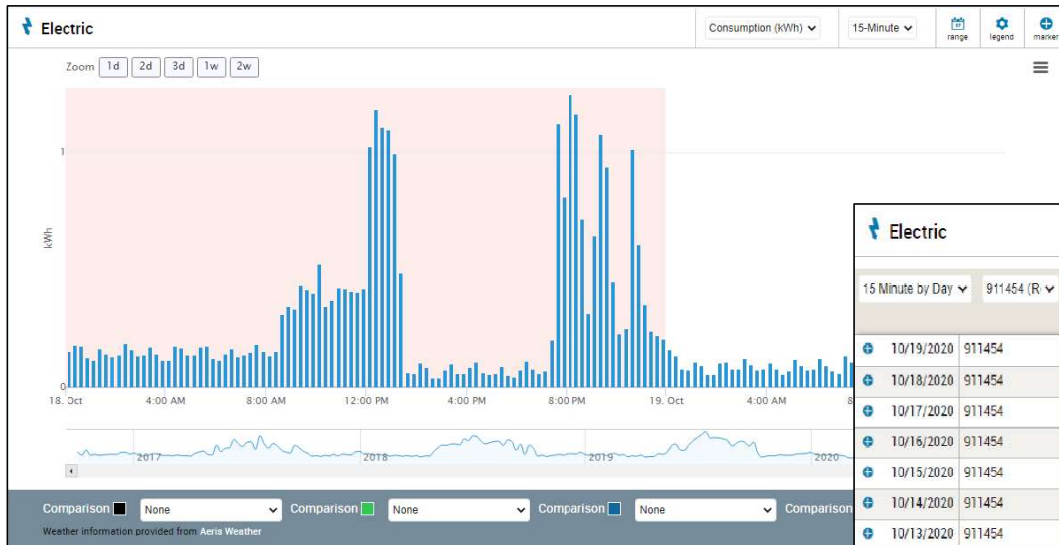 Electric
Consumption (kWh)
15-Minute
range
legend
marker
Zoom 1d 2d 3d 1w 2w
1
kWh
0
18. Oct 4:00 AM 8:00 AM 12:00 PM 4:00 PM 8:00 PM 19. Oct 4:00 AM 8
2017 2018 2019 2020
Comparison None Comparison None Comparison None Comparison
Weather information provided from Aeris Weather
Electric
15 Minute by Day 911454 (R
10/19/2020 911454
10/18/2020 911454
10/17/2020 911454
10/16/2020 911454
10/15/2020 911454
10/14/2020 911454
10/13/2020 911454